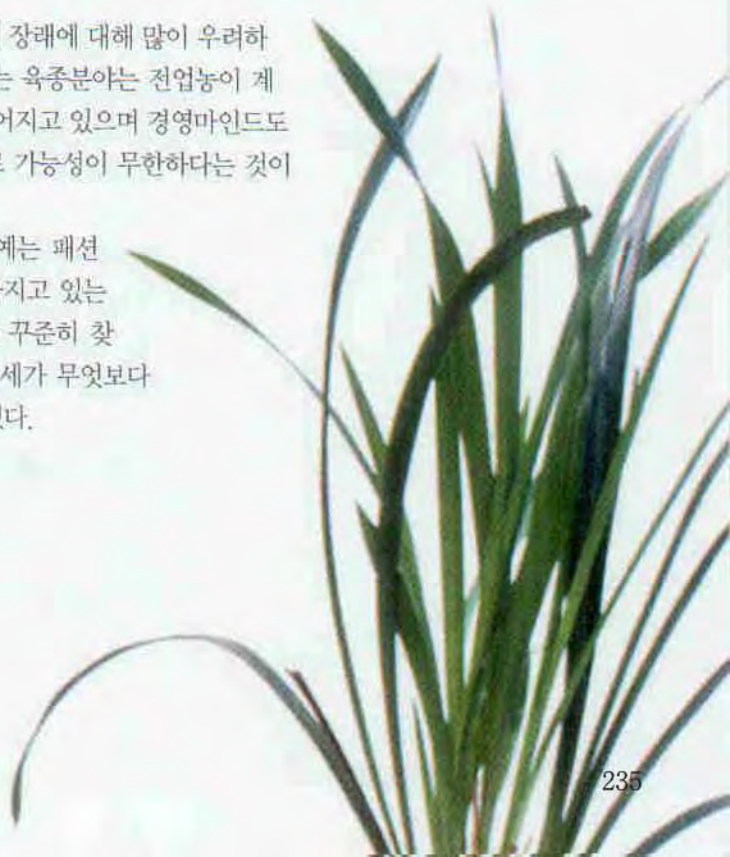 장래에 대해 많이 우려하
는 육종분야는 전업농이 계
어지고 있으며 경영마인드도
가능성이 무한하다는 것이
예는 패션
지고 있는
꾸준히 찾
세가 무엇보다
다.
235